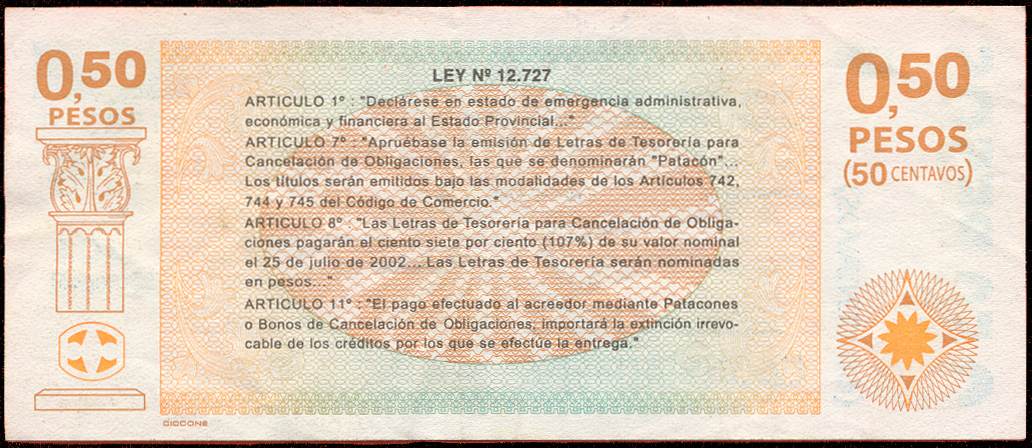 0,50
PESOS
LEY Nº 12.727
ARTICULO 1º : "Declárese en estado de emergencia administrativa,
económica y financiera al Estado Provincial..."
ARTICULO 7º : "Apruébase la emisión de Letras de Tesorería para
Cancelación de Obligaciones, las que se denominarán "Patacón"...
Los títulos serán emitidos bajo las modalidades de los Artículos 742,
744 y 745 del Código de Comercio."
ARTICULO 8º : "Las Letras de Tesorería para Cancelación de Obliga-
ciones pagarán el ciento siete por ciento (107%) de su valor nominal
el 25 de julio de 2002... Las Letras de Tesorería serán nominadas
en pesos..."
ARTICULO 11º : "El pago efectuado al acreedor mediante Patacones
o Bonos de Cancelación de Obligaciones, importará la extinción irrevo-
cable de los créditos por los que se efectúe la entrega."
0,50
PESOS
(50 CENTAVOS)
CICCONE